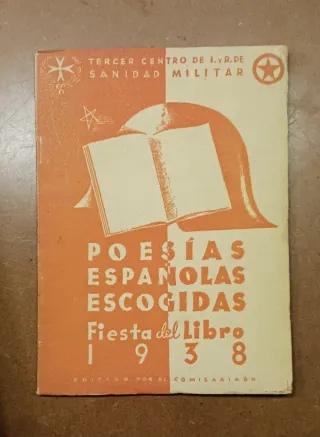 TERCER CENTRO DE I. Y R. DE
SANIDAD MILITAR
POESÍAS
ESPAÑOLAS
ESCOGIDAS
Fiesta del Libro
1938
EDITADO POR EL COMISARIADO